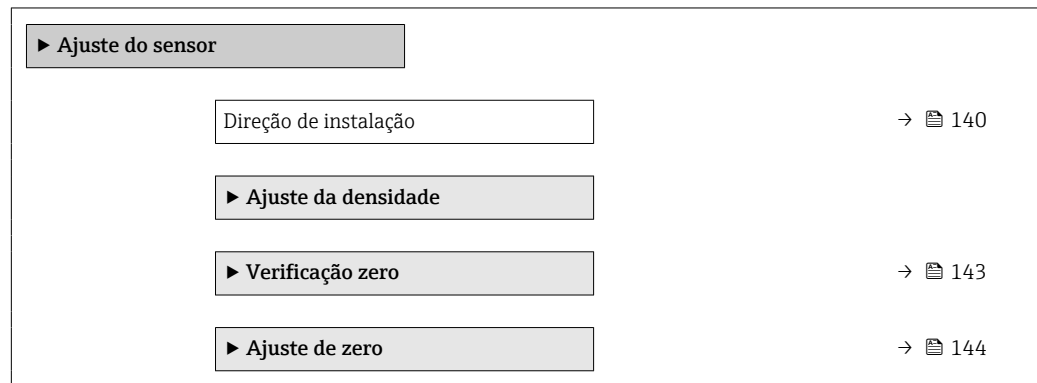 ▶ Ajuste do sensor
Direção de instalação → 140
▶ Ajuste da densidade
▶ Verificação zero → 143
▶ Ajuste de zero → 144